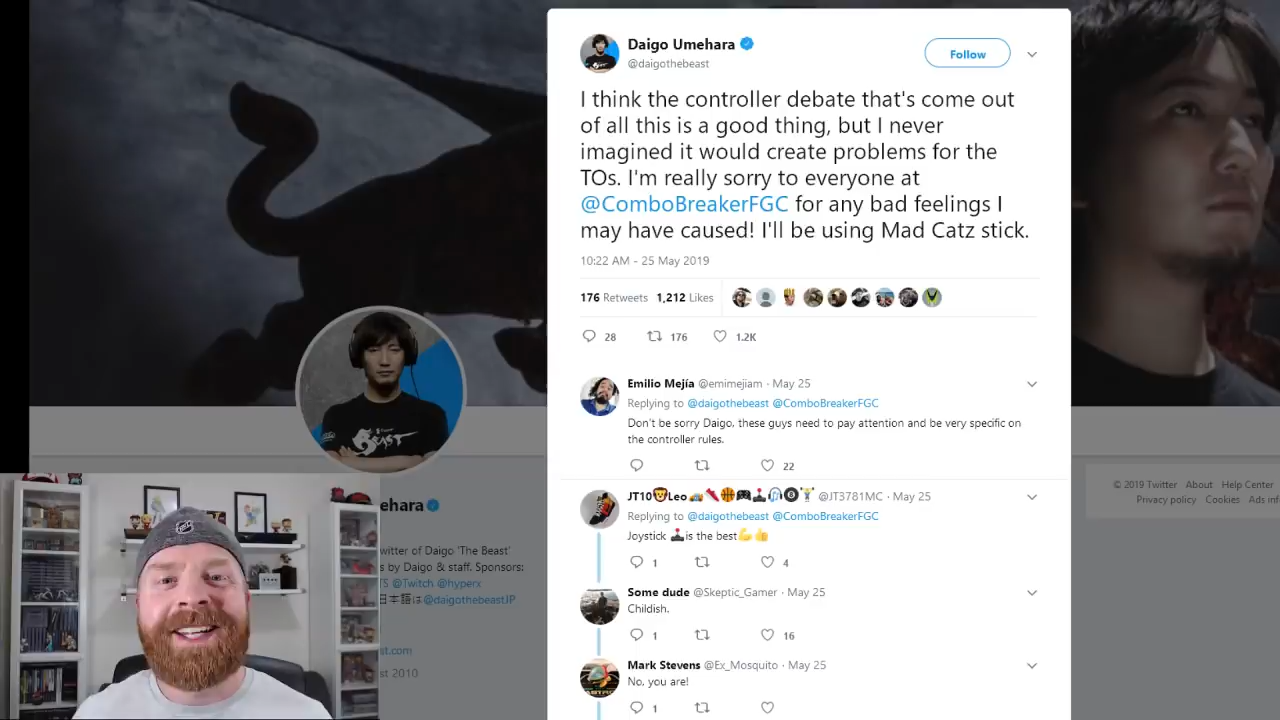 Daigo Umehara
@daigothebeast
Follow
I think the controller debate that's come out
of all this is a good thing, but I never
imagined it would create problems for the
TOs. I'm really sorry to everyone at
@ComboBreakerFGC for any bad feelings I
may have caused! I'll be using Mad Catz stick.
10:22 AM - 25 May 2019
176 Retweets 1,212 Likes
28 176 1.2K
Emilio Mejía @emimejiam · May 25
Replying to @daigothebeast @ComboBreakerFGC
Don't be sorry Daigo, these guys need to pay attention and be very specific on
the controller rules.
22
JT10🦁Leo🚙👠🏀🎮🕹️🎧🎱🏋️ @JT3781MC · May 25
Replying to @daigothebeast @ComboBreakerFGC
Joystick 🕹️is the best💪👍
1 4
Some dude @Skeptic_Gamer · May 25
Childish.
1 16
Mark Stevens @Ex_Mosquito · May 25
No, you are!
1
BEAST
ehara
witter of Daigo 'The Beast'
s by Daigo & staff. Sponsors:
TS @Twitch @hyperx
日本語は@daigothebeastJP
st.com
st 2010
© 2019 Twitter About Help Center
Privacy policy Cookies Ads inf